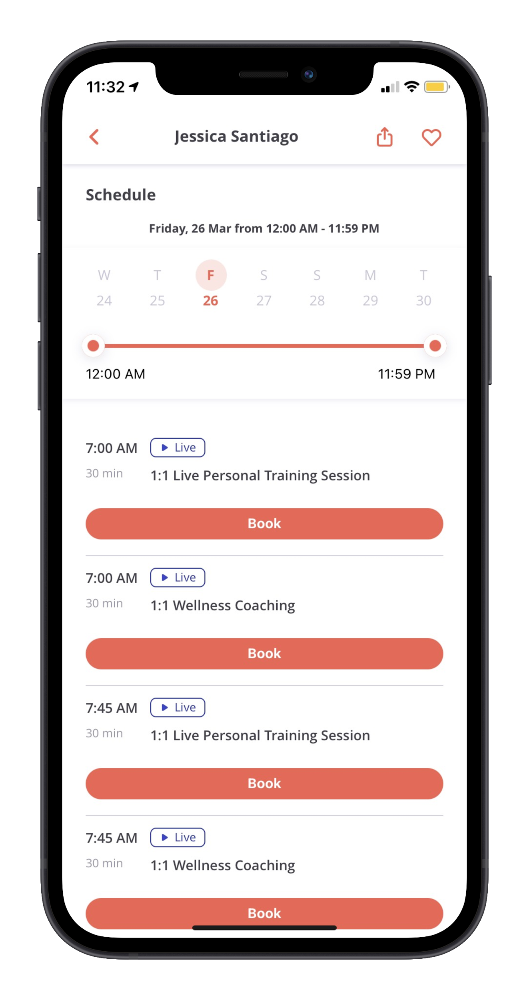 11:32
Jessica Santiago
Schedule
Friday, 26 Mar from 12:00 AM - 11:59 PM
W T F S S M T
24 25 26 27 28 29 30
12:00 AM 11:59 PM
7:00 AM Live
30 min 1:1 Live Personal Training Session
Book
7:00 AM Live
30 min 1:1 Wellness Coaching
Book
7:45 AM Live
30 min 1:1 Live Personal Training Session
Book
7:45 AM Live
30 min 1:1 Wellness Coaching
Book